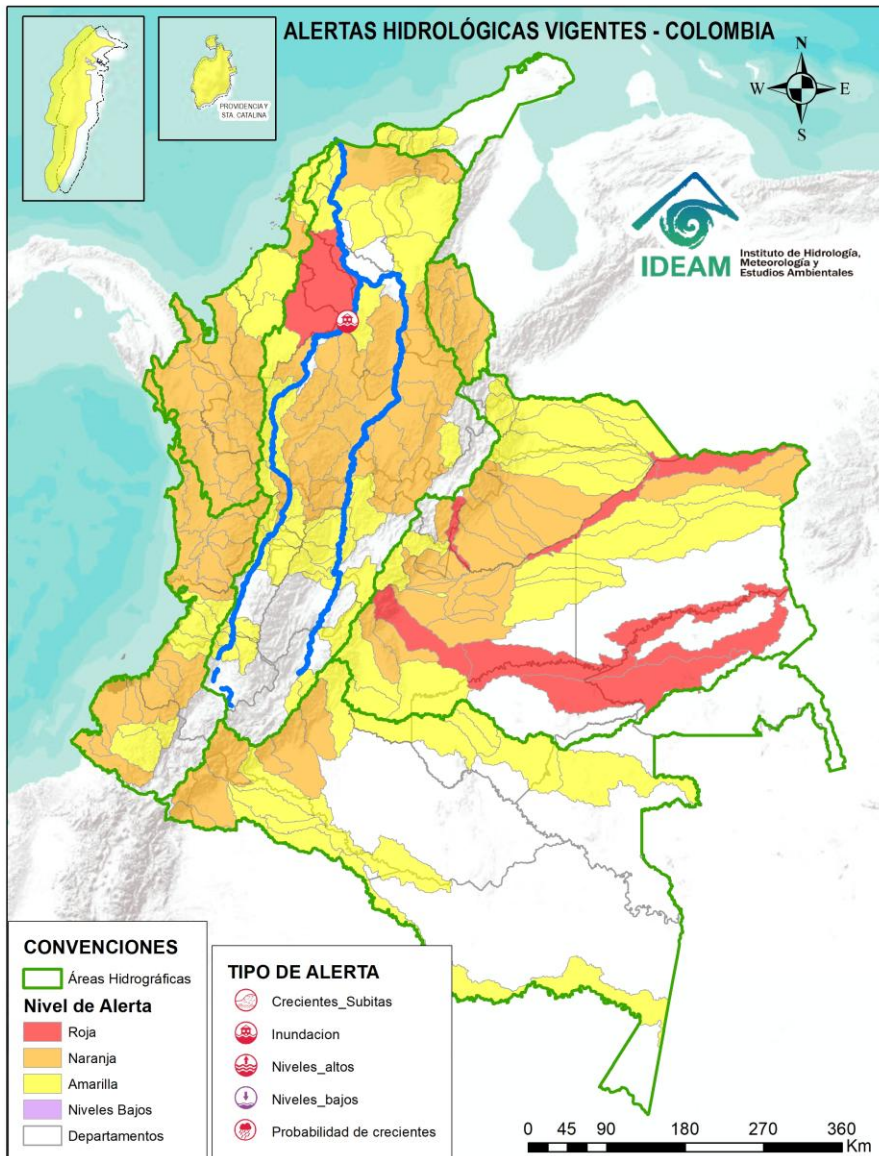 ALERTAS HIDROLÓGICAS VIGENTES - COLOMBIA
PROVIDENCIA Y
STA. CATALINA
N
W
E
S
IDEAM
Instituto de Hidrología,
Meteorología y
Estudios Ambientales
CONVENCIONES
Áreas Hidrográficas
Nivel de Alerta
Roja
Naranja
Amarilla
Niveles Bajos
Departamentos
TIPO DE ALERTA
Crecientes_Subitas
Inundacion
Niveles_altos
Niveles_bajos
Probabilidad de crecientes
0 45 90 180 270 360
Km